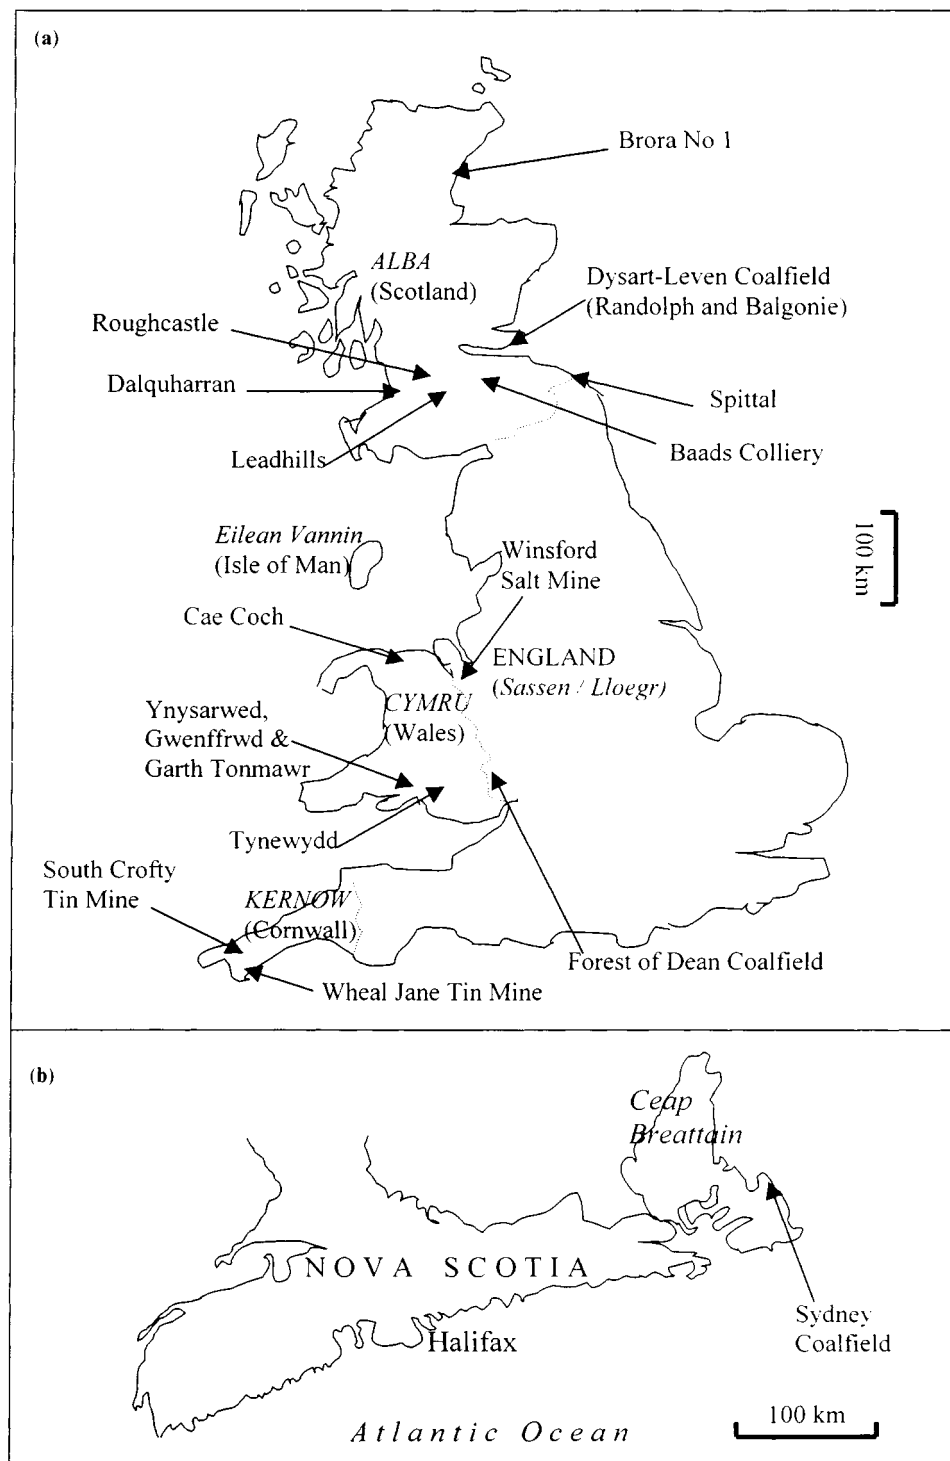 (a)
Brora No 1
ALBA
(Scotland)
Dysart-Leven Coalfield
(Randolph and Balgonie)
Roughcastle
Dalquharran
Spittal
Leadhills
Baads Colliery
Eilean Vannin
(Isle of Man)
Winsford
Salt Mine
100 km
Cae Coch
ENGLAND
(Sassen / Lloegr)
CYMRU
(Wales)
Ynysarwed,
Gwenffrwd &
Garth Tonmawr
Tynewydd
South Crofty
Tin Mine
KERNOW
(Cornwall)
Forest of Dean Coalfield
Wheal Jane Tin Mine
(b)
Ceap
Breattain
NOVA SCOTIA
Halifax
Sydney
Coalfield
100 km
Atlantic Ocean